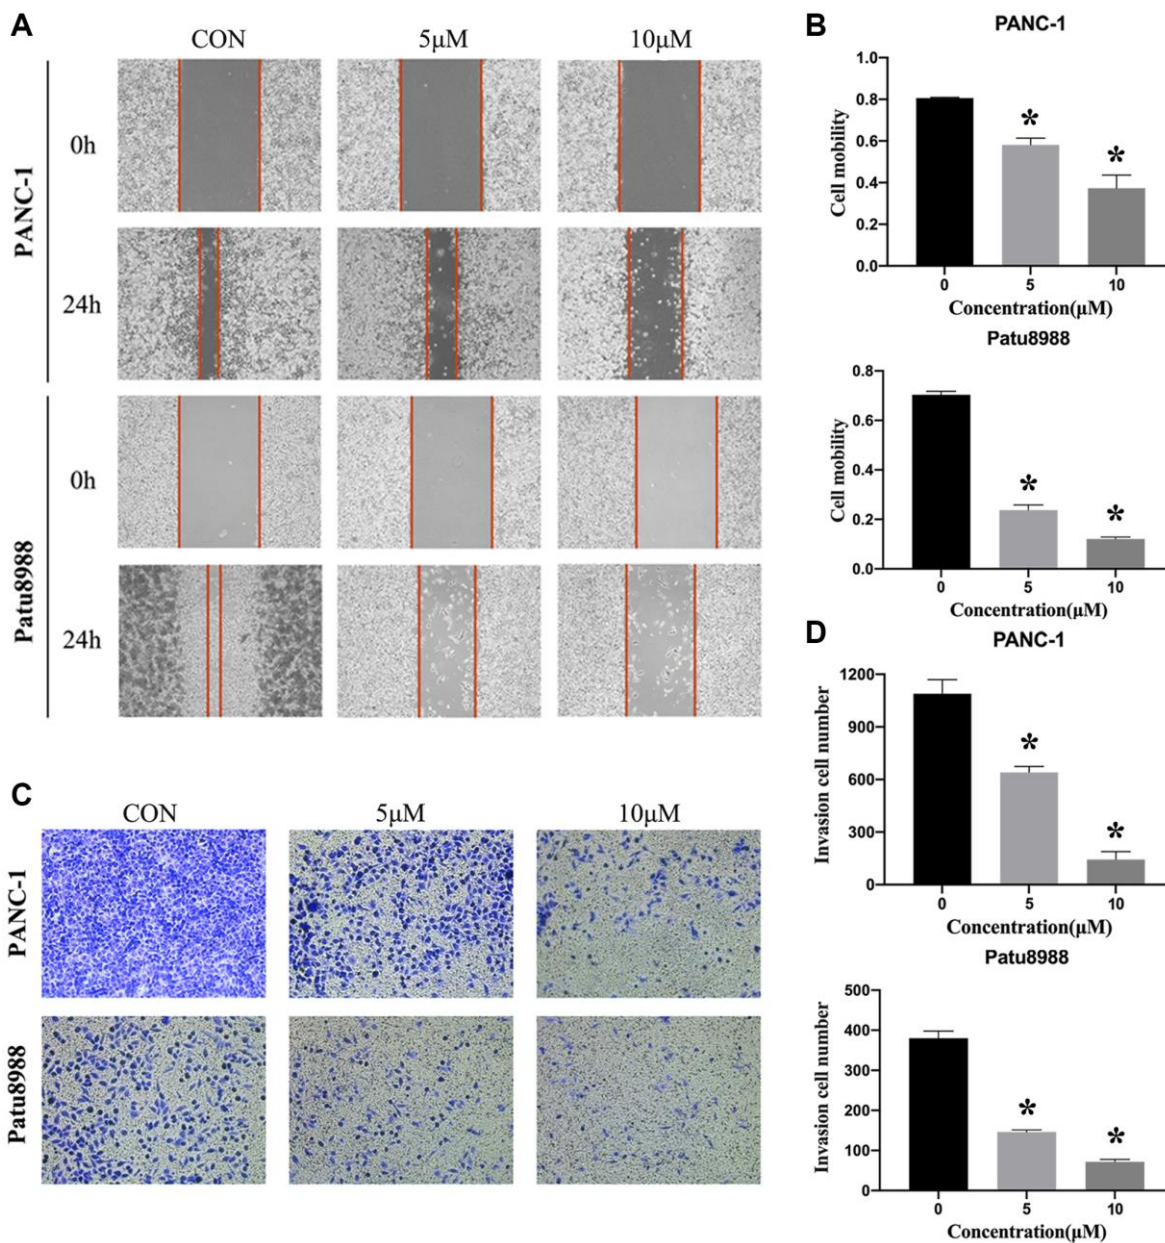 A
CON
5µM
10µM
PANC-1
0h
24h
Patu8988
0h
24h
B
PANC-1
Cell mobility
1.0
0.8
0.6
0.4
0.2
0.0
*
*
0
5
10
Concentration(µM)
Patu8988
Cell mobility
0.8
0.6
0.4
0.2
0.0
*
*
0
5
10
Concentration(µM)
C
CON
5µM
10µM
PANC-1
Patu8988
D
PANC-1
Invasion cell number
1200
900
600
300
0
*
*
0
5
10
Concentration(µM)
Patu8988
Invasion cell number
500
400
300
200
100
0
*
*
0
5
10
Concentration(µM)